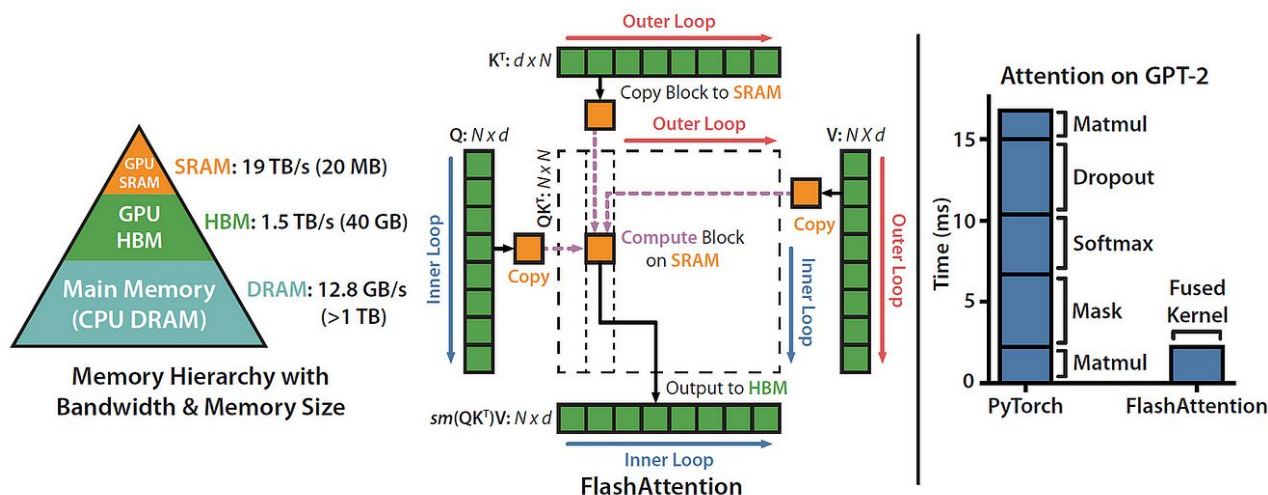 GPU
SRAM
GPU
HBM
Main Memory
(CPU DRAM)
SRAM: 19 TB/s (20 MB)
HBM: 1.5 TB/s (40 GB)
DRAM: 12.8 GB/s
(>1 TB)
Memory Hierarchy with
Bandwidth & Memory Size
Outer Loop
Kᵀ: d x N
Copy Block to SRAM
Outer Loop
Q: N x d
V: N X d
QKᵀ: N x N
Inner Loop
Copy
Compute Block
on SRAM
Copy
Inner Loop
Outer Loop
Output to HBM
sm(QKᵀ)V: N x d
Inner Loop
FlashAttention
Attention on GPT-2
Time (ms)
15
10
5
0
Matmul
Dropout
Softmax
Mask
Matmul
Fused
Kernel
PyTorch
FlashAttention